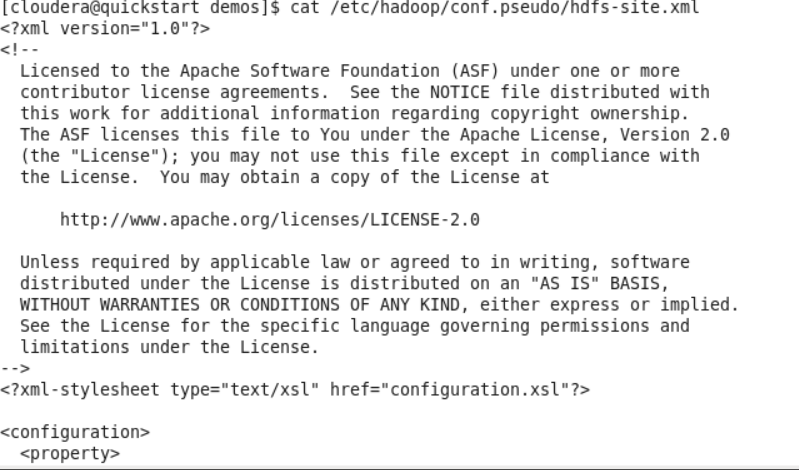 [cloudera@quickstart demos]$ cat /etc/hadoop/conf.pseudo/hdfs-site.xml
<?xml version="1.0"?>
<!--
  Licensed to the Apache Software Foundation (ASF) under one or more
  contributor license agreements.  See the NOTICE file distributed with
  this work for additional information regarding copyright ownership.
  The ASF licenses this file to You under the Apache License, Version 2.0
  (the "License"); you may not use this file except in compliance with
  the License.  You may obtain a copy of the License at

      http://www.apache.org/licenses/LICENSE-2.0

  Unless required by applicable law or agreed to in writing, software
  distributed under the License is distributed on an "AS IS" BASIS,
  WITHOUT WARRANTIES OR CONDITIONS OF ANY KIND, either express or implied.
  See the License for the specific language governing permissions and
  limitations under the License.
-->
<?xml-stylesheet type="text/xsl" href="configuration.xsl"?>

<configuration>
  <property>